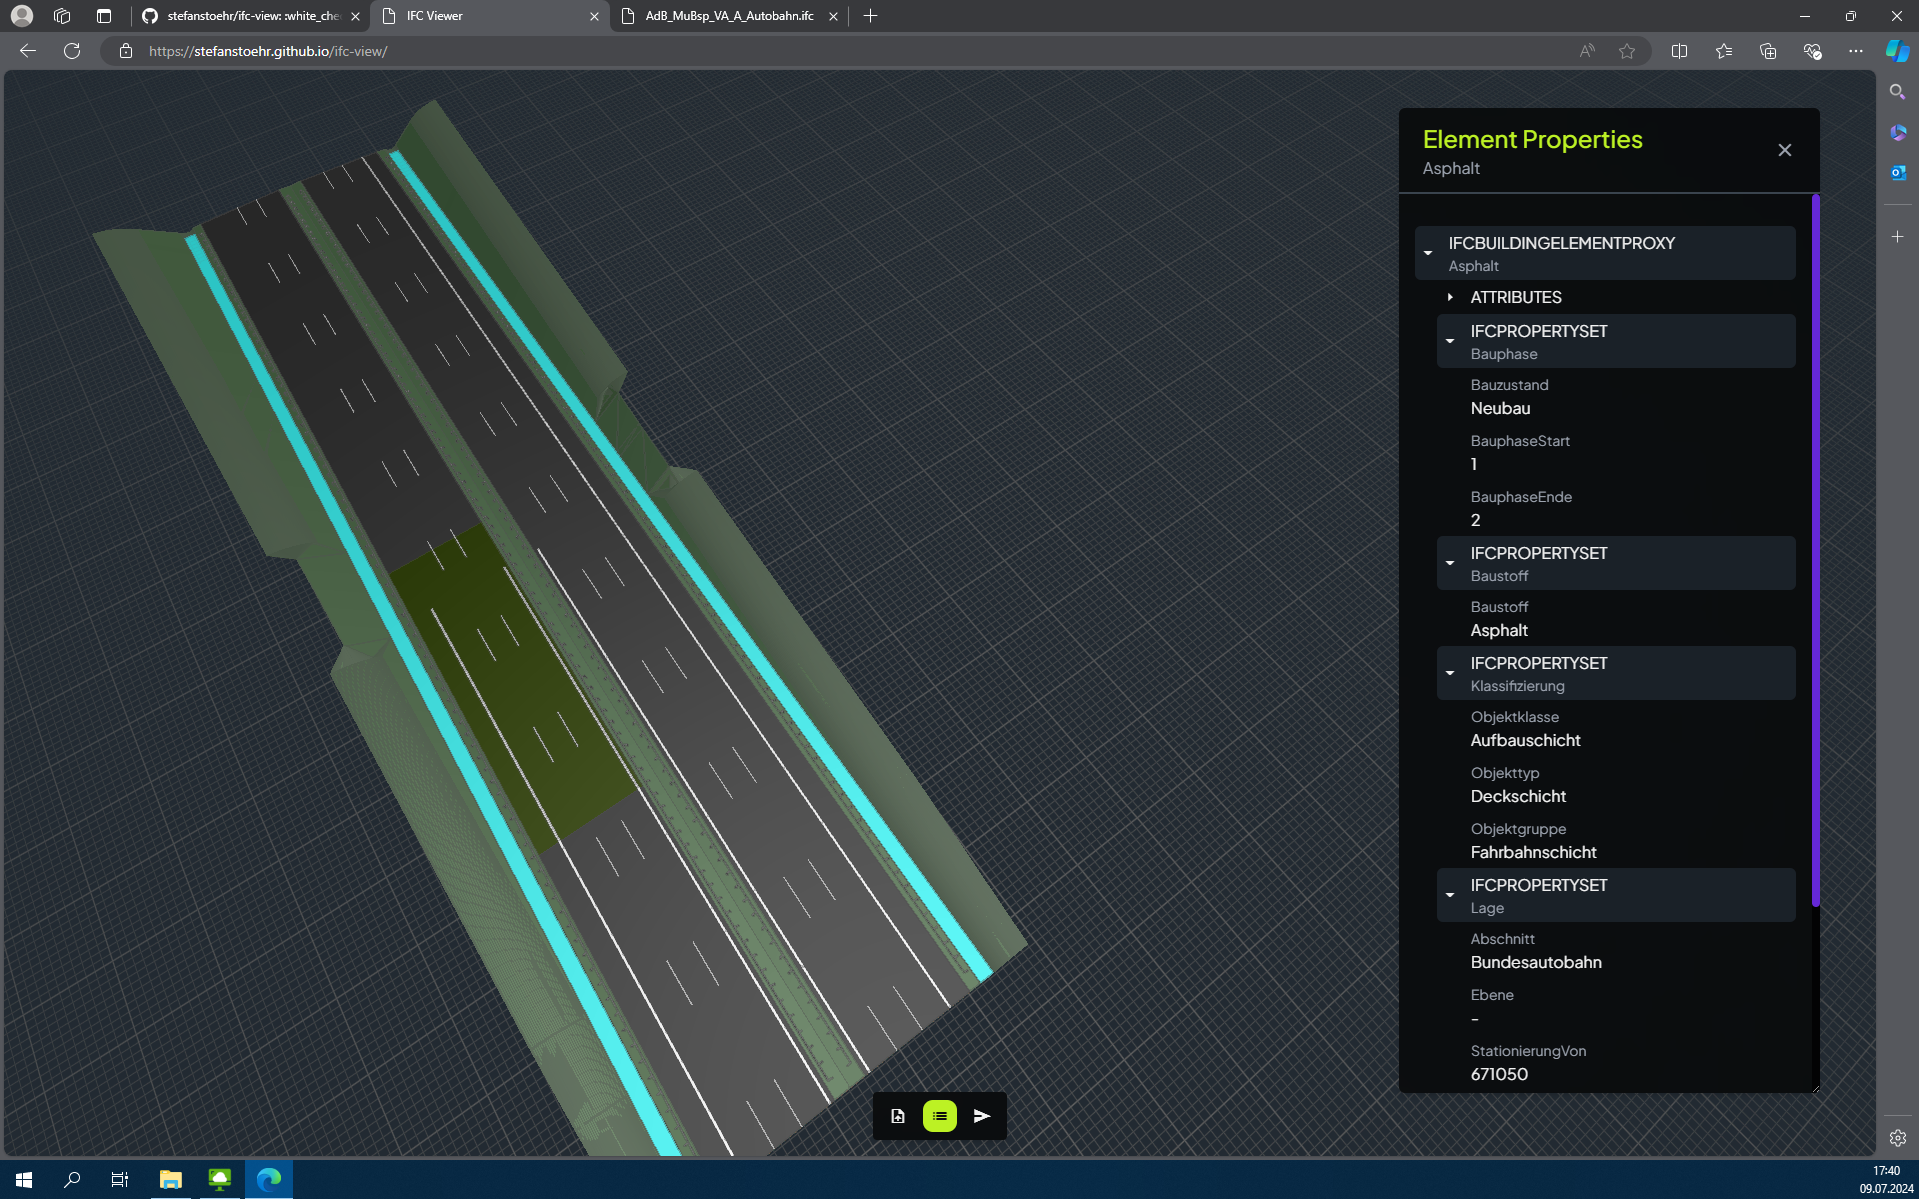 stefanstoehr/ifc-view: :white_che
IFC Viewer
AdB_MuBsp_VA_A_Autobahn.ifc
https://stefanstoehr.github.io/ifc-view/
Element Properties
Asphalt
IFCBUILDINGELEMENTPROXY
Asphalt
ATTRIBUTES
IFCPROPERTYSET
Bauphase
Bauzustand
Neubau
BauphaseStart
1
BauphaseEnde
2
IFCPROPERTYSET
Baustoff
Baustoff
Asphalt
IFCPROPERTYSET
Klassifizierung
Objektklasse
Aufbauschicht
Objekttyp
Deckschicht
Objektgruppe
Fahrbahnschicht
IFCPROPERTYSET
Lage
Abschnitt
Bundesautobahn
Ebene
-
StationierungVon
671050
17:40
09.07.2024